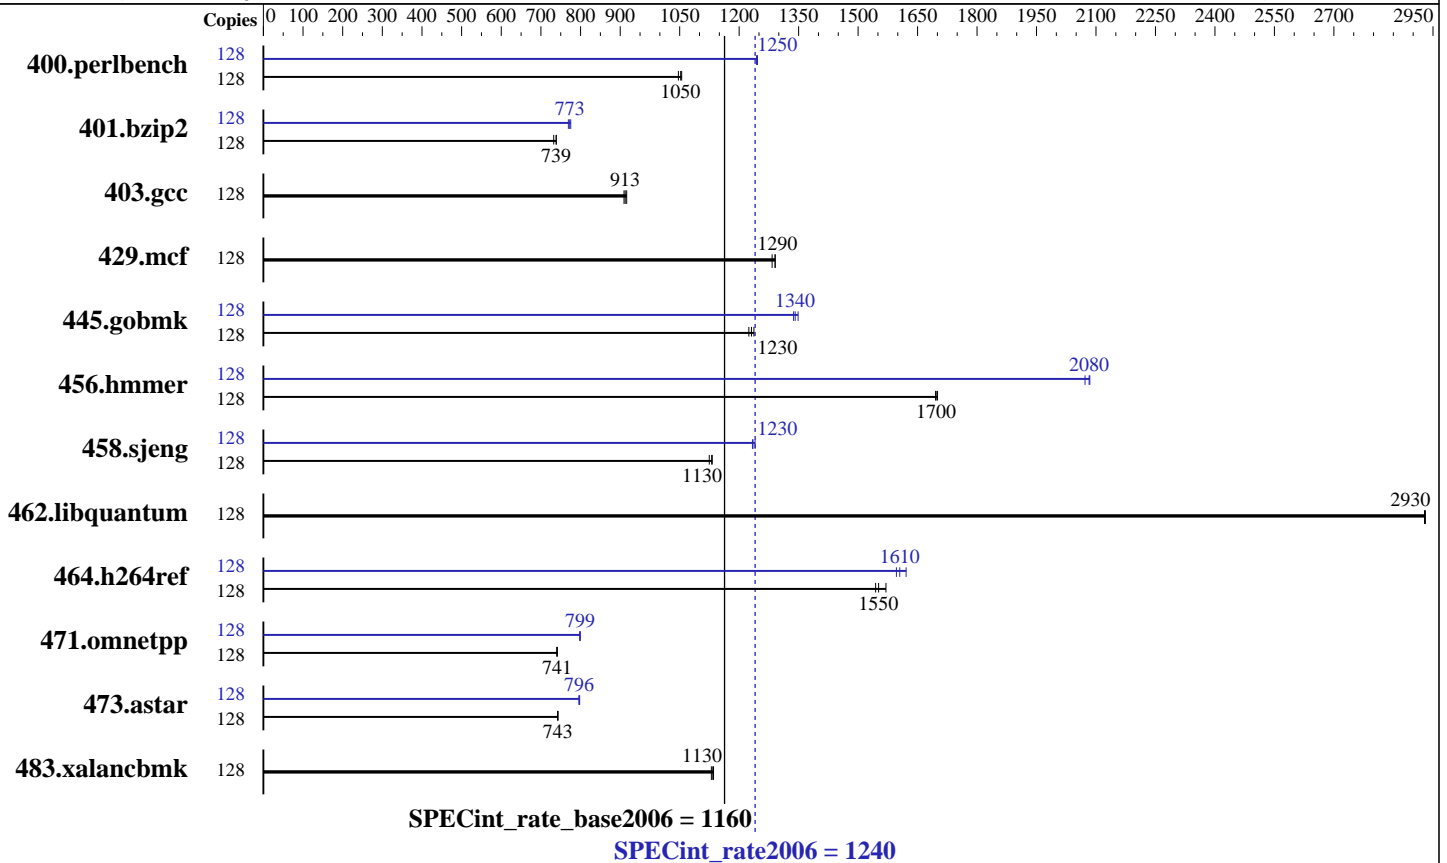 Copies 0 100 200 300 400 500 600 700 800 900 1050 1200 1350 1500 1650 1800 1950 2100 2250 2400 2550 2700 2950
400.perlbench 128 1250
128 1050
401.bzip2 128 773
128 739
403.gcc 128 913
429.mcf 128 1290
445.gobmk 128 1340
128 1230
456.hmmer 128 2080
128 1700
458.sjeng 128 1230
128 1130
462.libquantum 128 2930
464.h264ref 128 1610
128 1550
471.omnetpp 128 799
128 741
473.astar 128 796
128 743
483.xalancbmk 128 1130
SPECint_rate_base2006 = 1160
SPECint_rate2006 = 1240